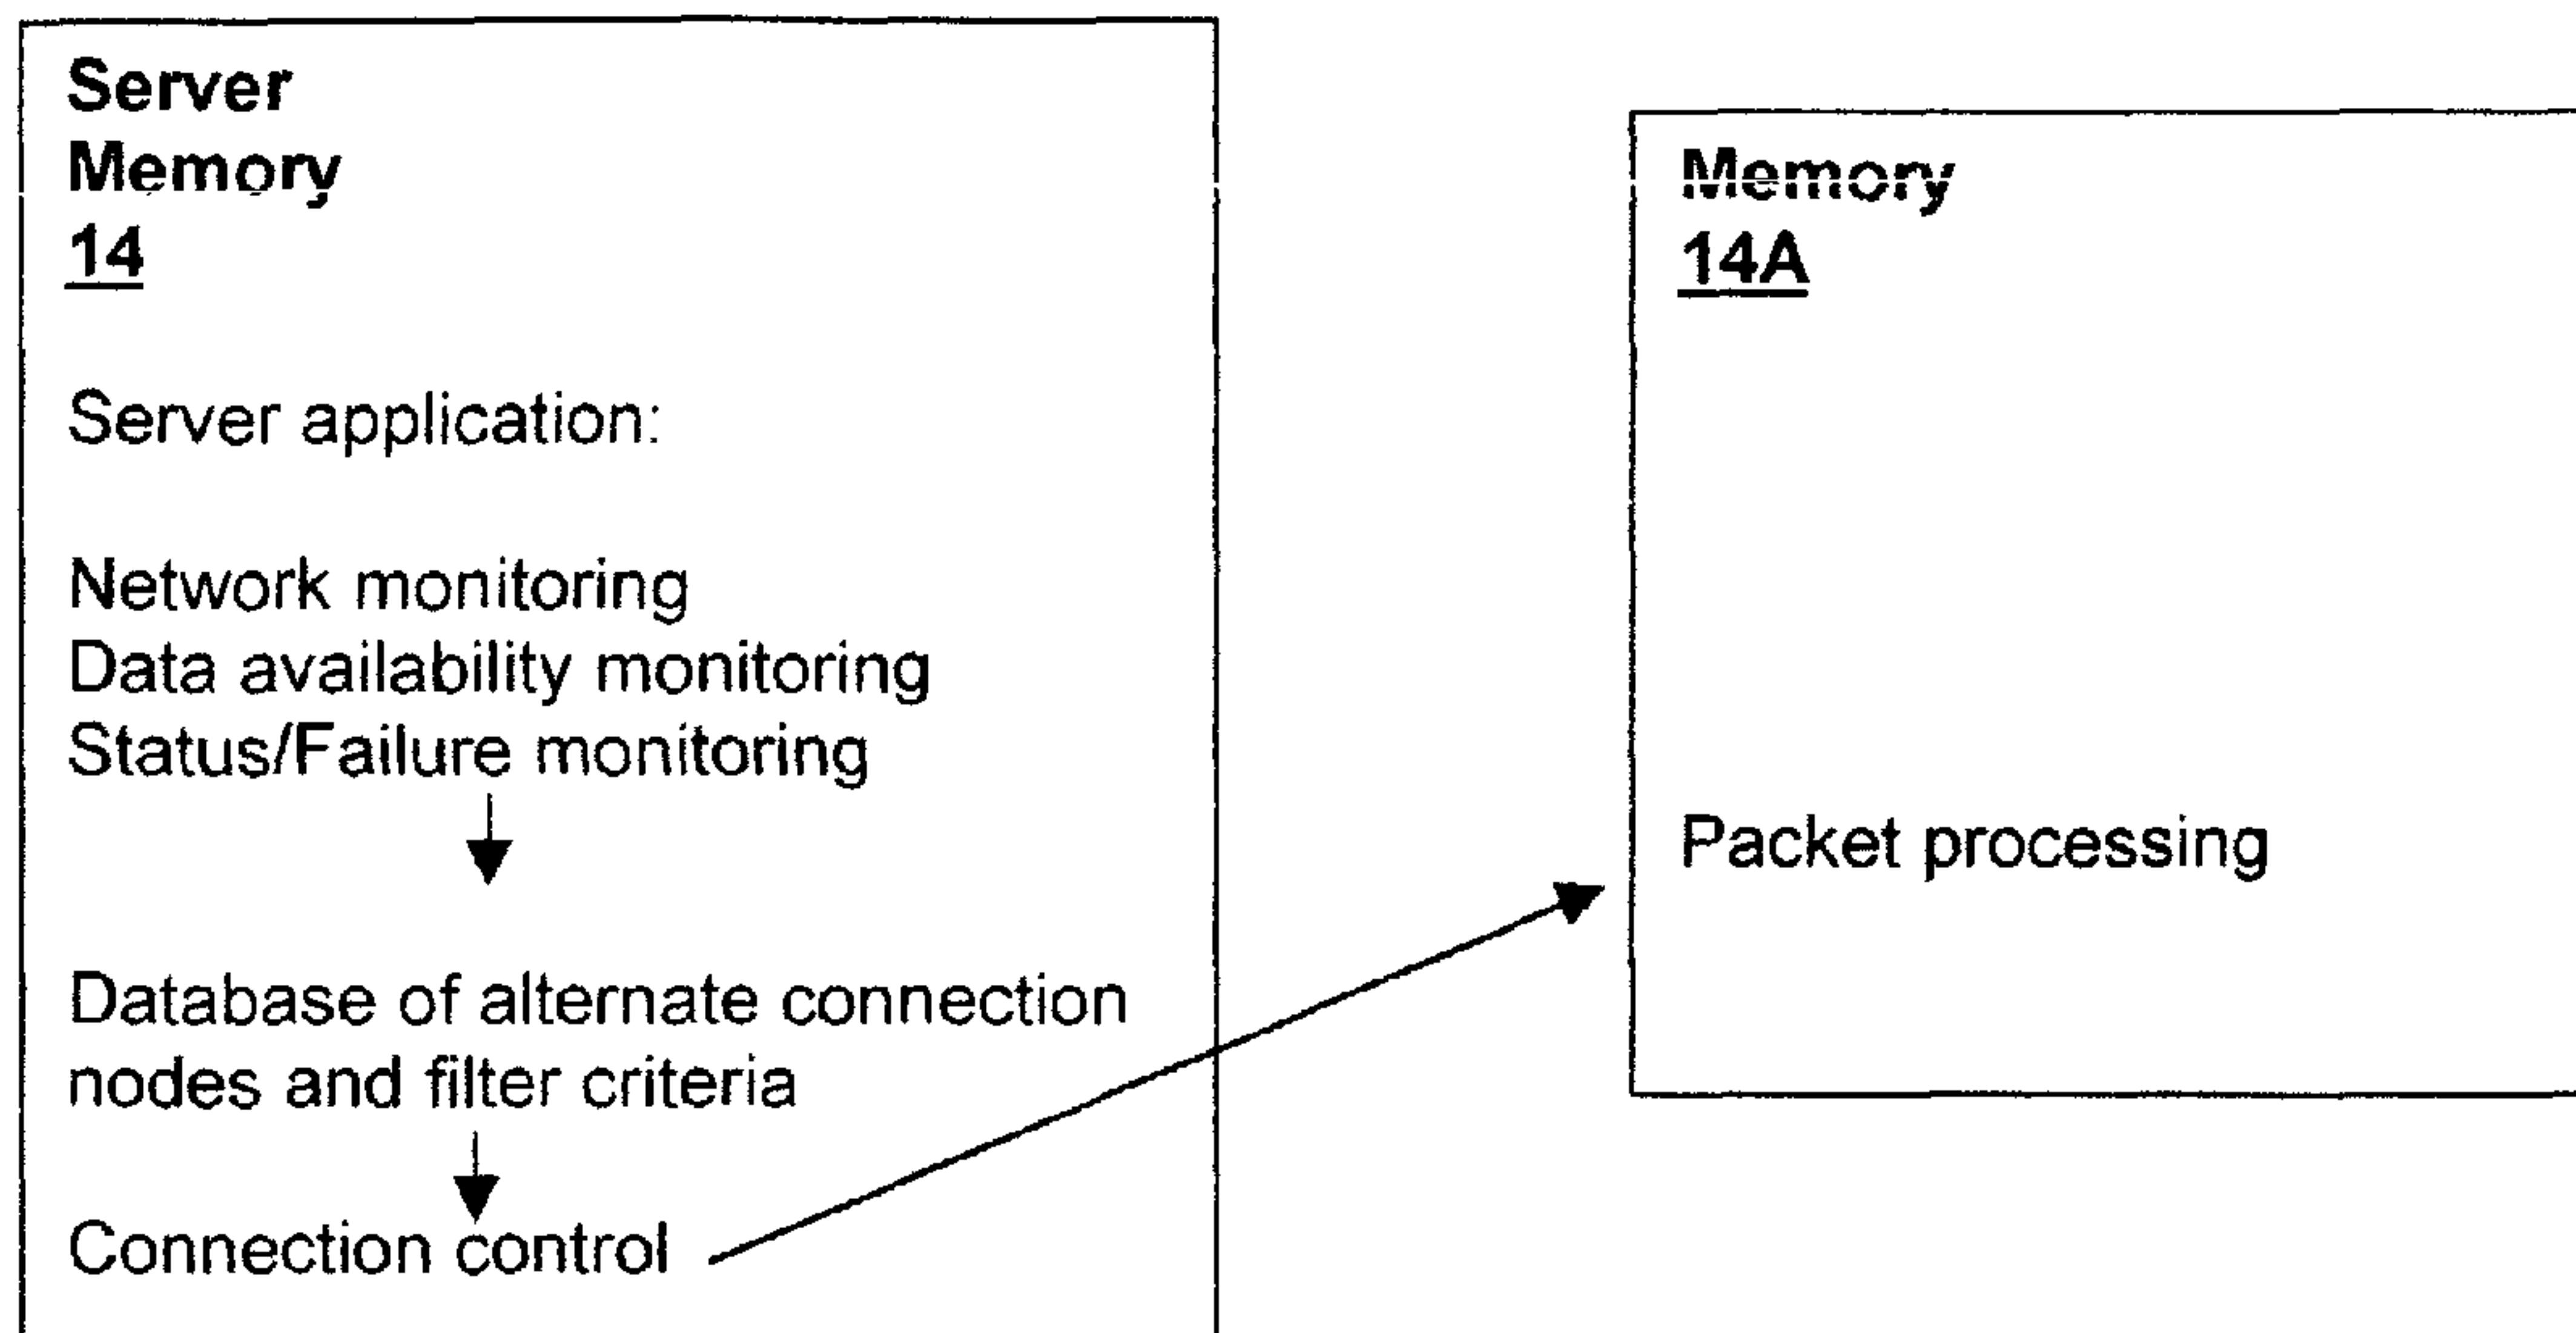 Server
Memory
14
Server application:
Network monitoring
Data availability monitoring
Status/Failure monitoring
Database of alternate connection
nodes and filter criteria
Connection control
Memory
14A
Packet processing